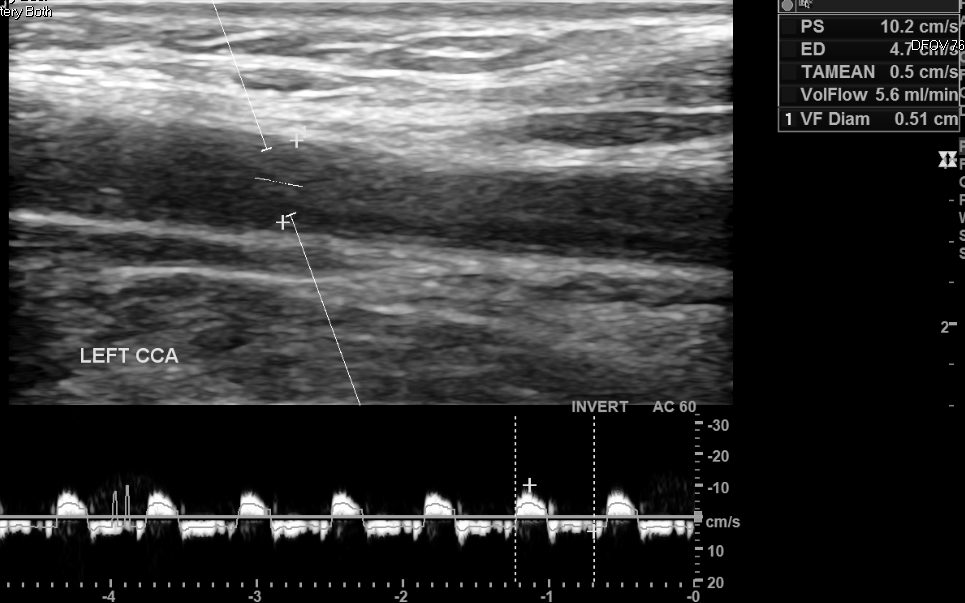 tery Both
PS 10.2 cm/s
ED 4.7 cm/s
DFOV 76
TAMEAN 0.5 cm/s
VolFlow 5.6 ml/min
1 VF Diam 0.51 cm
2
LEFT CCA
INVERT AC 60
-30
-20
-10
cm/s
10
20
-4 -3 -2 -1 -0